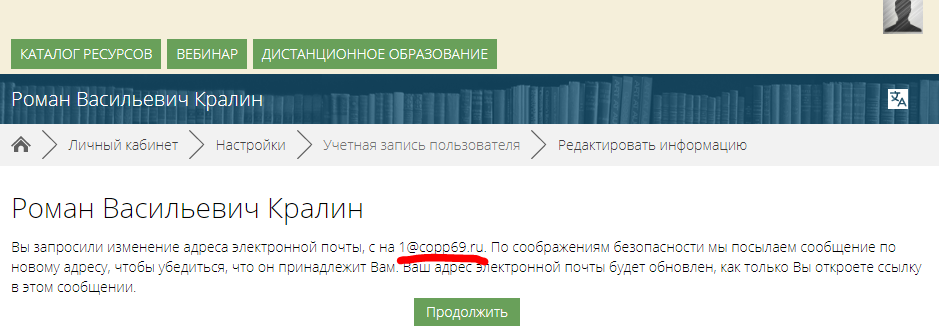 КАТАЛОГ РЕСУРСОВ ВЕБИНАР ДИСТАНЦИОННОЕ ОБРАЗОВАНИЕ
Роман Васильевич Кралин
Личный кабинет Настройки Учетная запись пользователя Редактировать информацию
Роман Васильевич Кралин
Вы запросили изменение адреса электронной почты, с на 1@copp69.ru. По соображениям безопасности мы посылаем сообщение по
новому адресу, чтобы убедиться, что он принадлежит Вам. Ваш адрес электронной почты будет обновлен, как только Вы откроете ссылку
в этом сообщении.
Продолжить